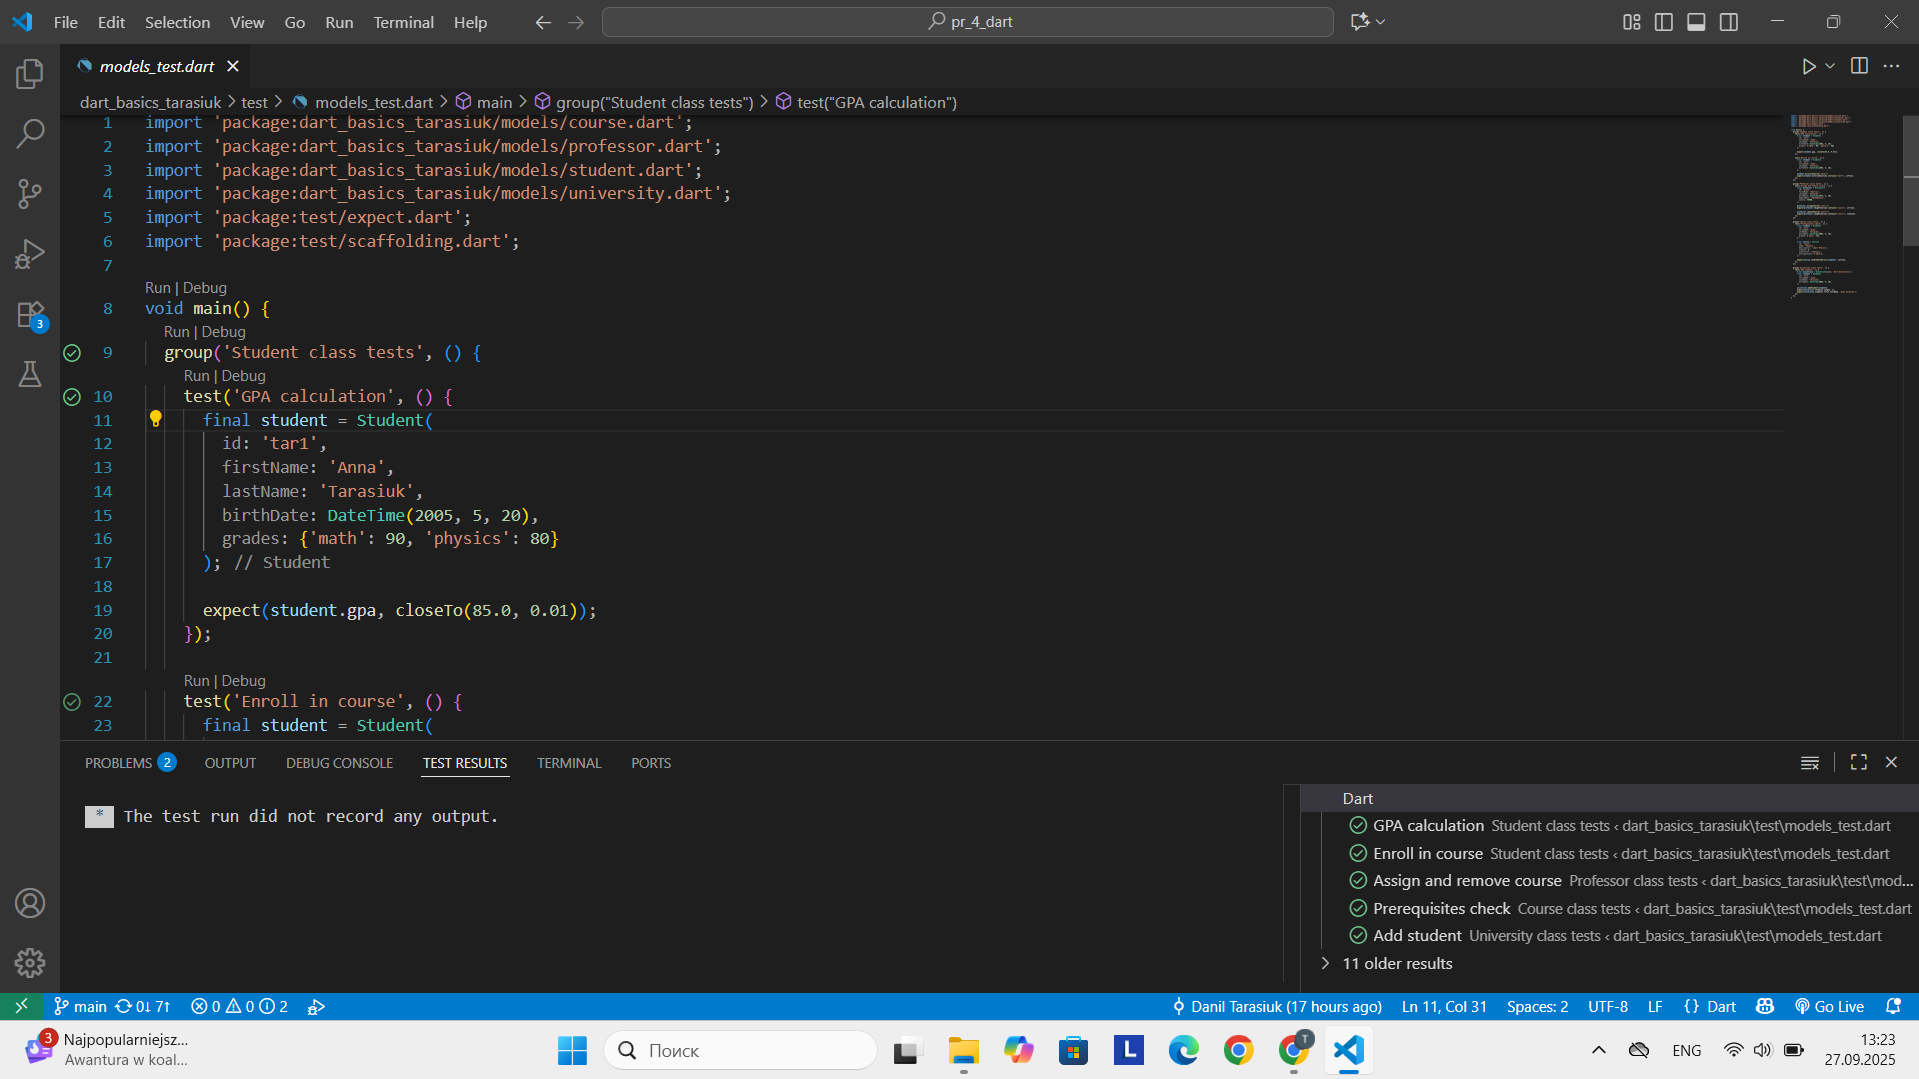 File Edit Selection View Go Run Terminal Help
pr_4_dart
models_test.dart
dart_basics_tarasiuk > test > models_test.dart > main > group("Student class tests") > test("GPA calculation")
1 import 'package:dart_basics_tarasiuk/models/course.dart';
2 import 'package:dart_basics_tarasiuk/models/professor.dart';
3 import 'package:dart_basics_tarasiuk/models/student.dart';
4 import 'package:dart_basics_tarasiuk/models/university.dart';
5 import 'package:test/expect.dart';
6 import 'package:test/scaffolding.dart';
7
Run | Debug
8 void main() {
Run | Debug
9 group('Student class tests', () {
Run | Debug
10 test('GPA calculation', () {
11 final student = Student(
12 id: 'tar1',
13 firstName: 'Anna',
14 lastName: 'Tarasiuk',
15 birthDate: DateTime(2005, 5, 20),
16 grades: {'math': 90, 'physics': 80}
17 ); // Student
18
19 expect(student.gpa, closeTo(85.0, 0.01));
20 });
21
Run | Debug
22 test('Enroll in course', () {
23 final student = Student(
PROBLEMS 2 OUTPUT DEBUG CONSOLE TEST RESULTS TERMINAL PORTS
* The test run did not record any output.
Dart
GPA calculation Student class tests ‹ dart_basics_tarasiuk\test\models_test.dart
Enroll in course Student class tests ‹ dart_basics_tarasiuk\test\models_test.dart
Assign and remove course Professor class tests ‹ dart_basics_tarasiuk\test\mod...
Prerequisites check Course class tests ‹ dart_basics_tarasiuk\test\models_test.dart
Add student University class tests ‹ dart_basics_tarasiuk\test\models_test.dart
11 older results
3
main 0↓ 7↑ 0 0 2 Danil Tarasiuk (17 hours ago) Ln 11, Col 31 Spaces: 2 UTF-8 LF {} Dart Go Live
3 Najpopularniejsz...
Awantura w koal...
Поиск
L
T
ENG
13:23
27.09.2025